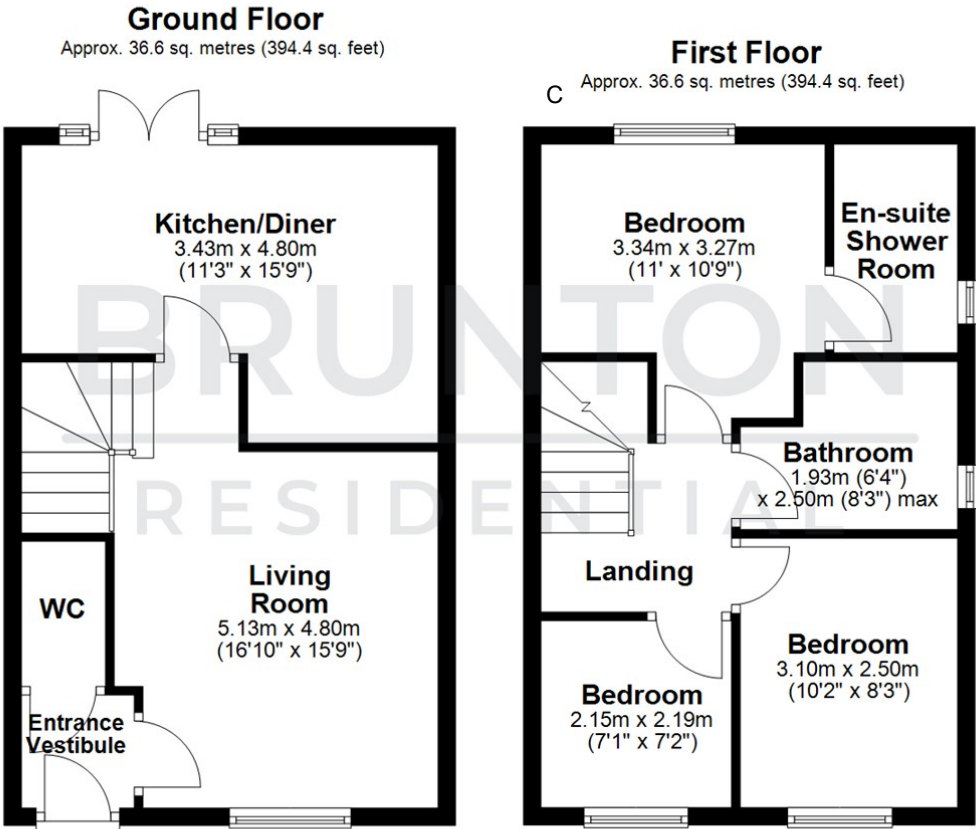 Ground Floor
Approx. 36.6 sq. metres (394.4 sq. feet)
Kitchen/Diner
3.43m x 4.80m
(11'3" x 15'9")
Living
Room
5.13m x 4.80m
(16'10" x 15'9")
WC
Entrance
Vestibule
First Floor
Approx. 36.6 sq. metres (394.4 sq. feet)
C
Bedroom
3.34m x 3.27m
(11' x 10'9")
En-suite
Shower
Room
Bathroom
1.93m (6'4")
x 2.50m (8'3") max
Landing
Bedroom
3.10m x 2.50m
(10'2" x 8'3")
Bedroom
2.15m x 2.19m
(7'1" x 7'2")
BRUNTON
RESIDENTIAL